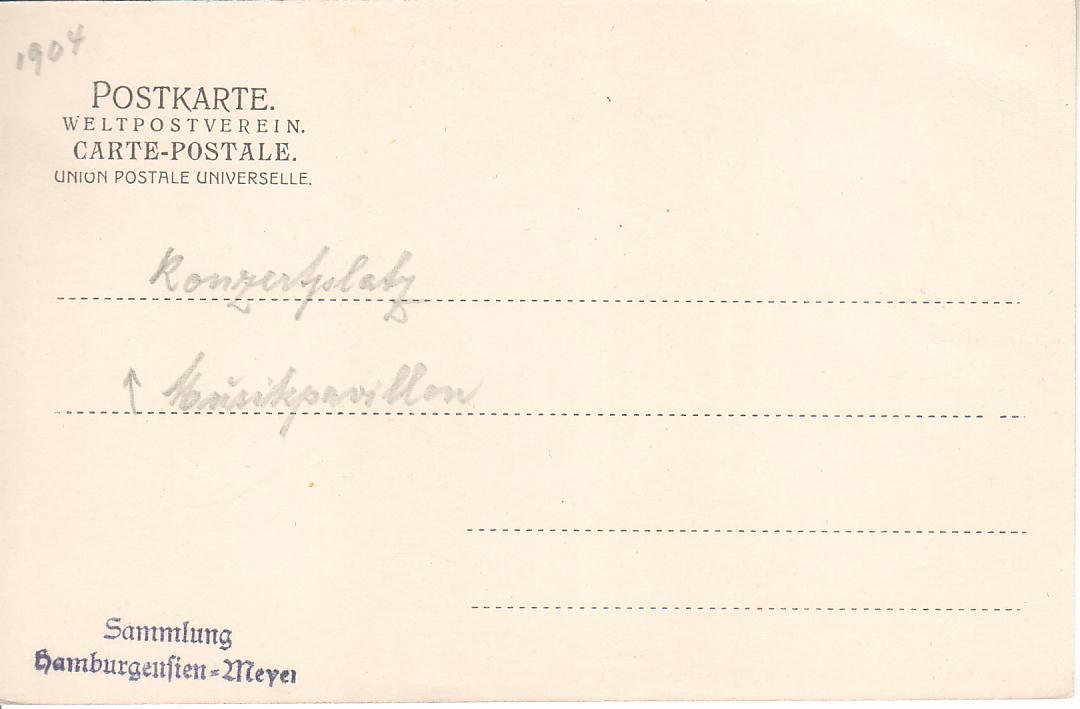 1904
POSTKARTE.
WELTPOSTVEREIN.
CARTE-POSTALE.
UNION POSTALE UNIVERSELLE.
Konzertplatz
↑ Musikpavillon
Sammlung
Hamburgensien=Meyer